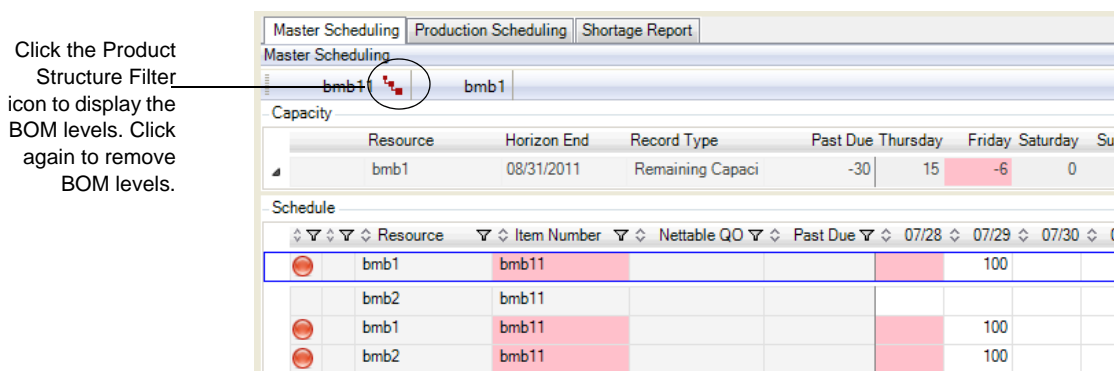 Click the Product
Structure Filter
icon to display the
BOM levels. Click
again to remove
BOM levels.
Master Scheduling Production Scheduling Shortage Report
Master Scheduling
bmb11 bmb1
Capacity
Resource Horizon End Record Type Past Due Thursday Friday Saturday Su
bmb1 08/31/2011 Remaining Capaci -30 15 -6 0
Schedule
Resource Item Number Nettable QO Past Due 07/28 07/29 07/30
bmb1 bmb11 100
bmb2 bmb11
bmb1 bmb11 100
bmb2 bmb11 100